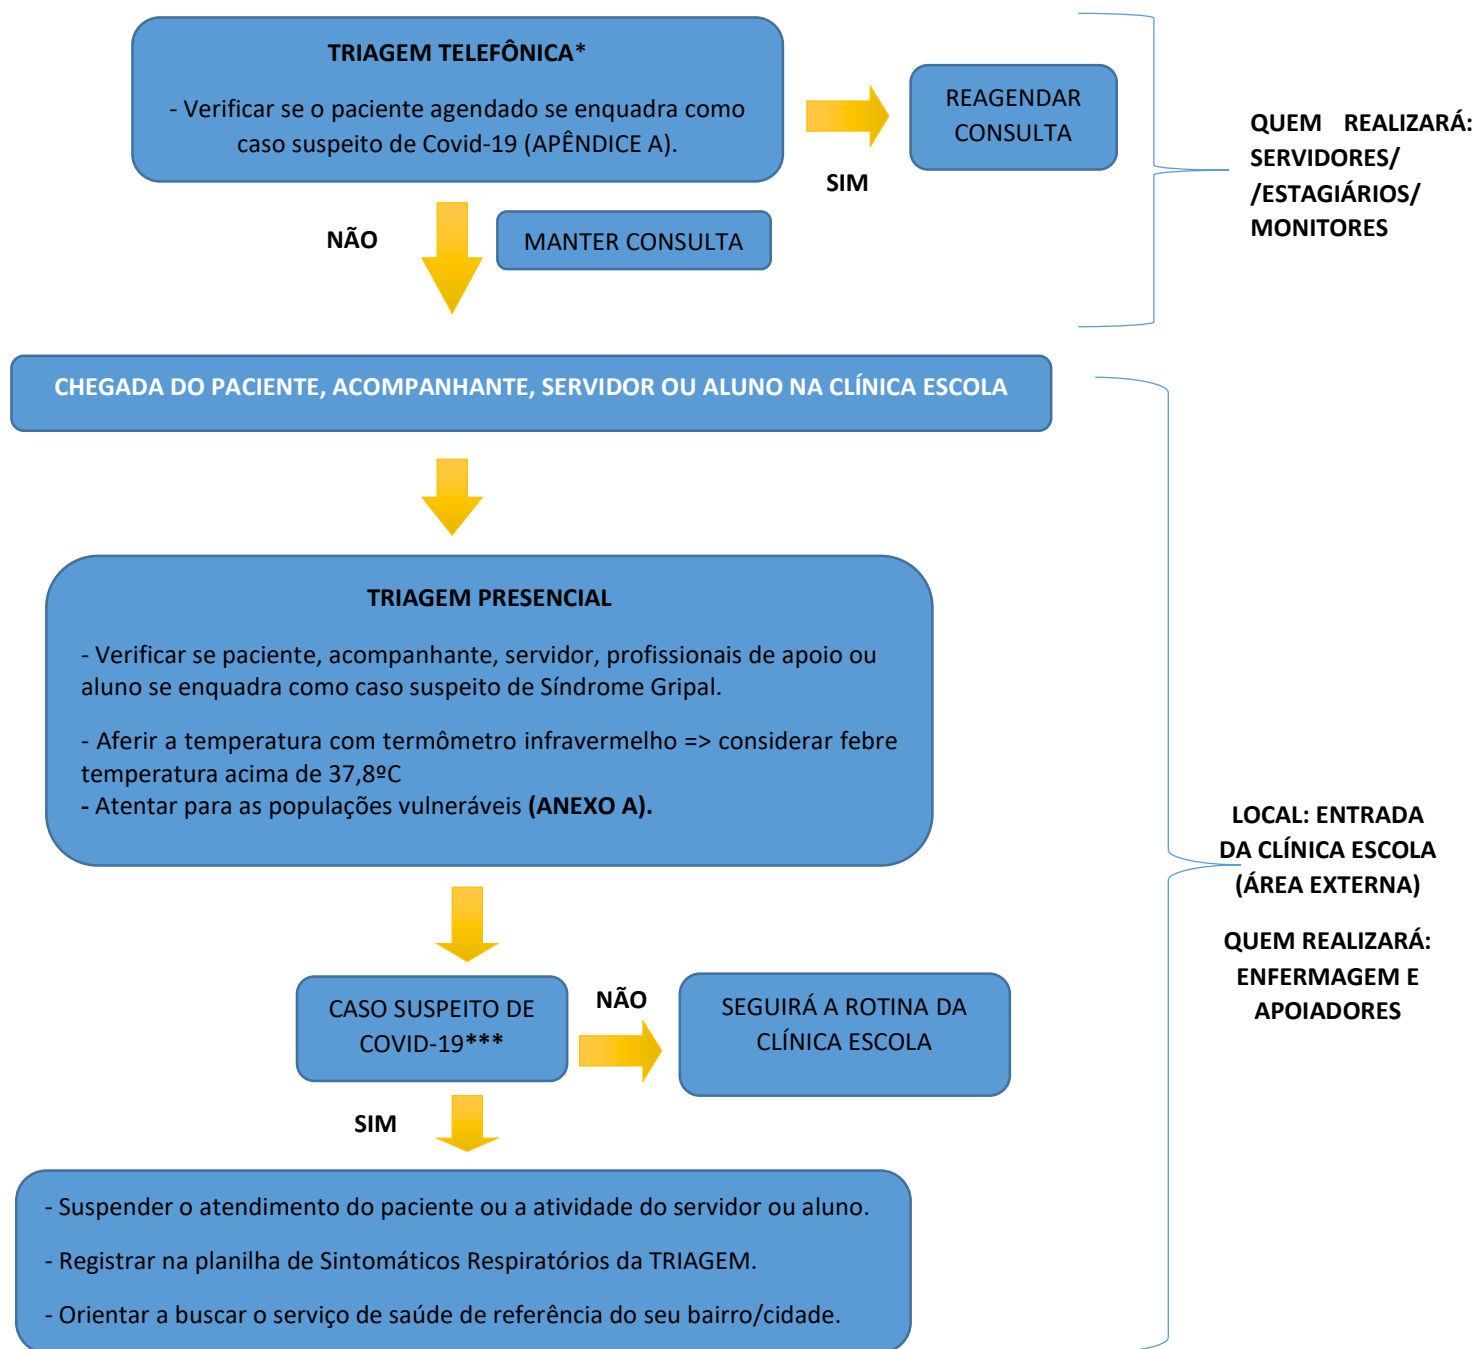 TRIAGEM TELEFÔNICA*
- Verificar se o paciente agendado se enquadra como
caso suspeito de Covid-19 (APÊNDICE A).
SIM
REAGENDAR
CONSULTA
QUEM REALIZARÁ:
SERVIDORES/
/ESTAGIÁRIOS/
MONITORES
NÃO
MANTER CONSULTA
CHEGADA DO PACIENTE, ACOMPANHANTE, SERVIDOR OU ALUNO NA CLÍNICA ESCOLA
TRIAGEM PRESENCIAL
- Verificar se paciente, acompanhante, servidor, profissionais de apoio ou
aluno se enquadra como caso suspeito de Síndrome Gripal.
- Aferir a temperatura com termômetro infravermelho => considerar febre
temperatura acima de 37,8ºC
- Atentar para as populações vulneráveis (ANEXO A).
LOCAL: ENTRADA
DA CLÍNICA ESCOLA
(ÁREA EXTERNA)
QUEM REALIZARÁ:
ENFERMAGEM E
APOIADORES
CASO SUSPEITO DE
COVID-19***
NÃO
SEGUIRÁ A ROTINA DA
CLÍNICA ESCOLA
SIM
- Suspender o atendimento do paciente ou a atividade do servidor ou aluno.
- Registrar na planilha de Sintomáticos Respiratórios da TRIAGEM.
- Orientar a buscar o serviço de saúde de referência do seu bairro/cidade.